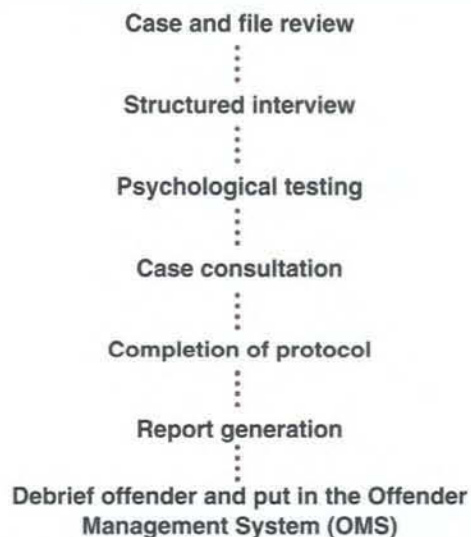 Case and file review
Structured interview
Psychological testing
Case consultation
Completion of protocol
Report generation
Debrief offender and put in the Offender
Management System (OMS)